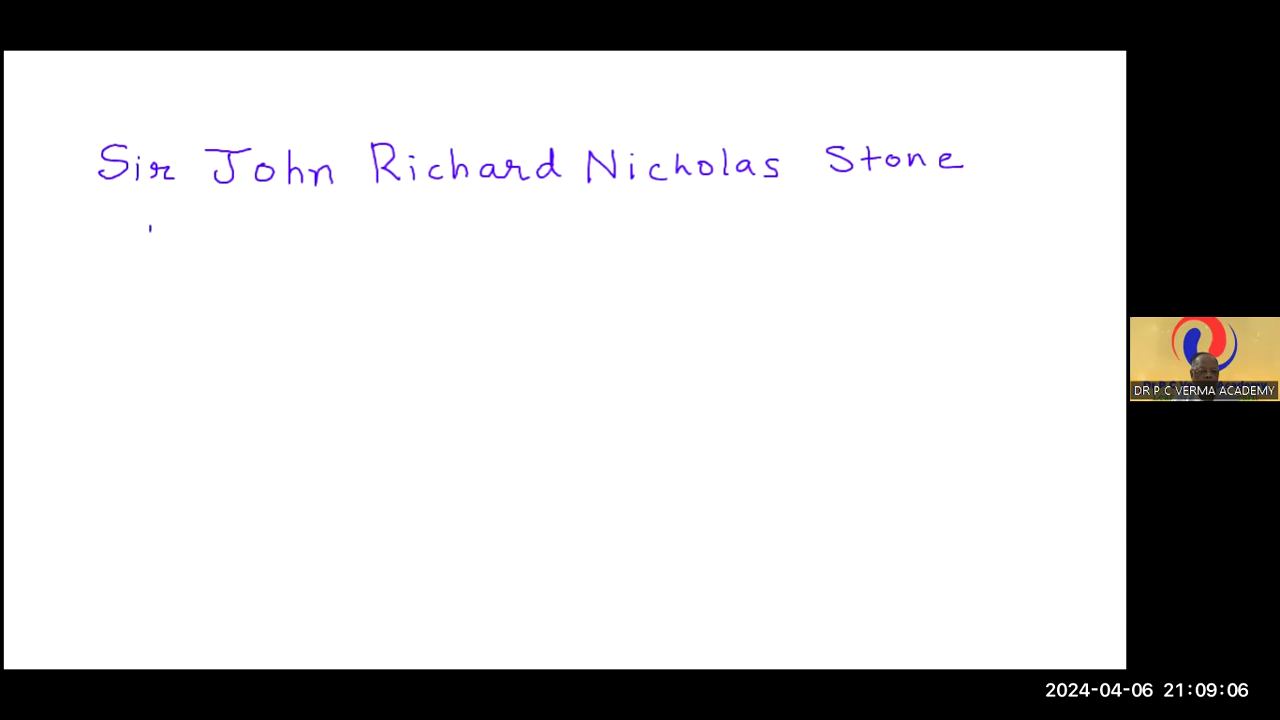 Sir John Richard Nicholas Stone
DR P C VERMA ACADEMY
2024-04-06 21:09:06